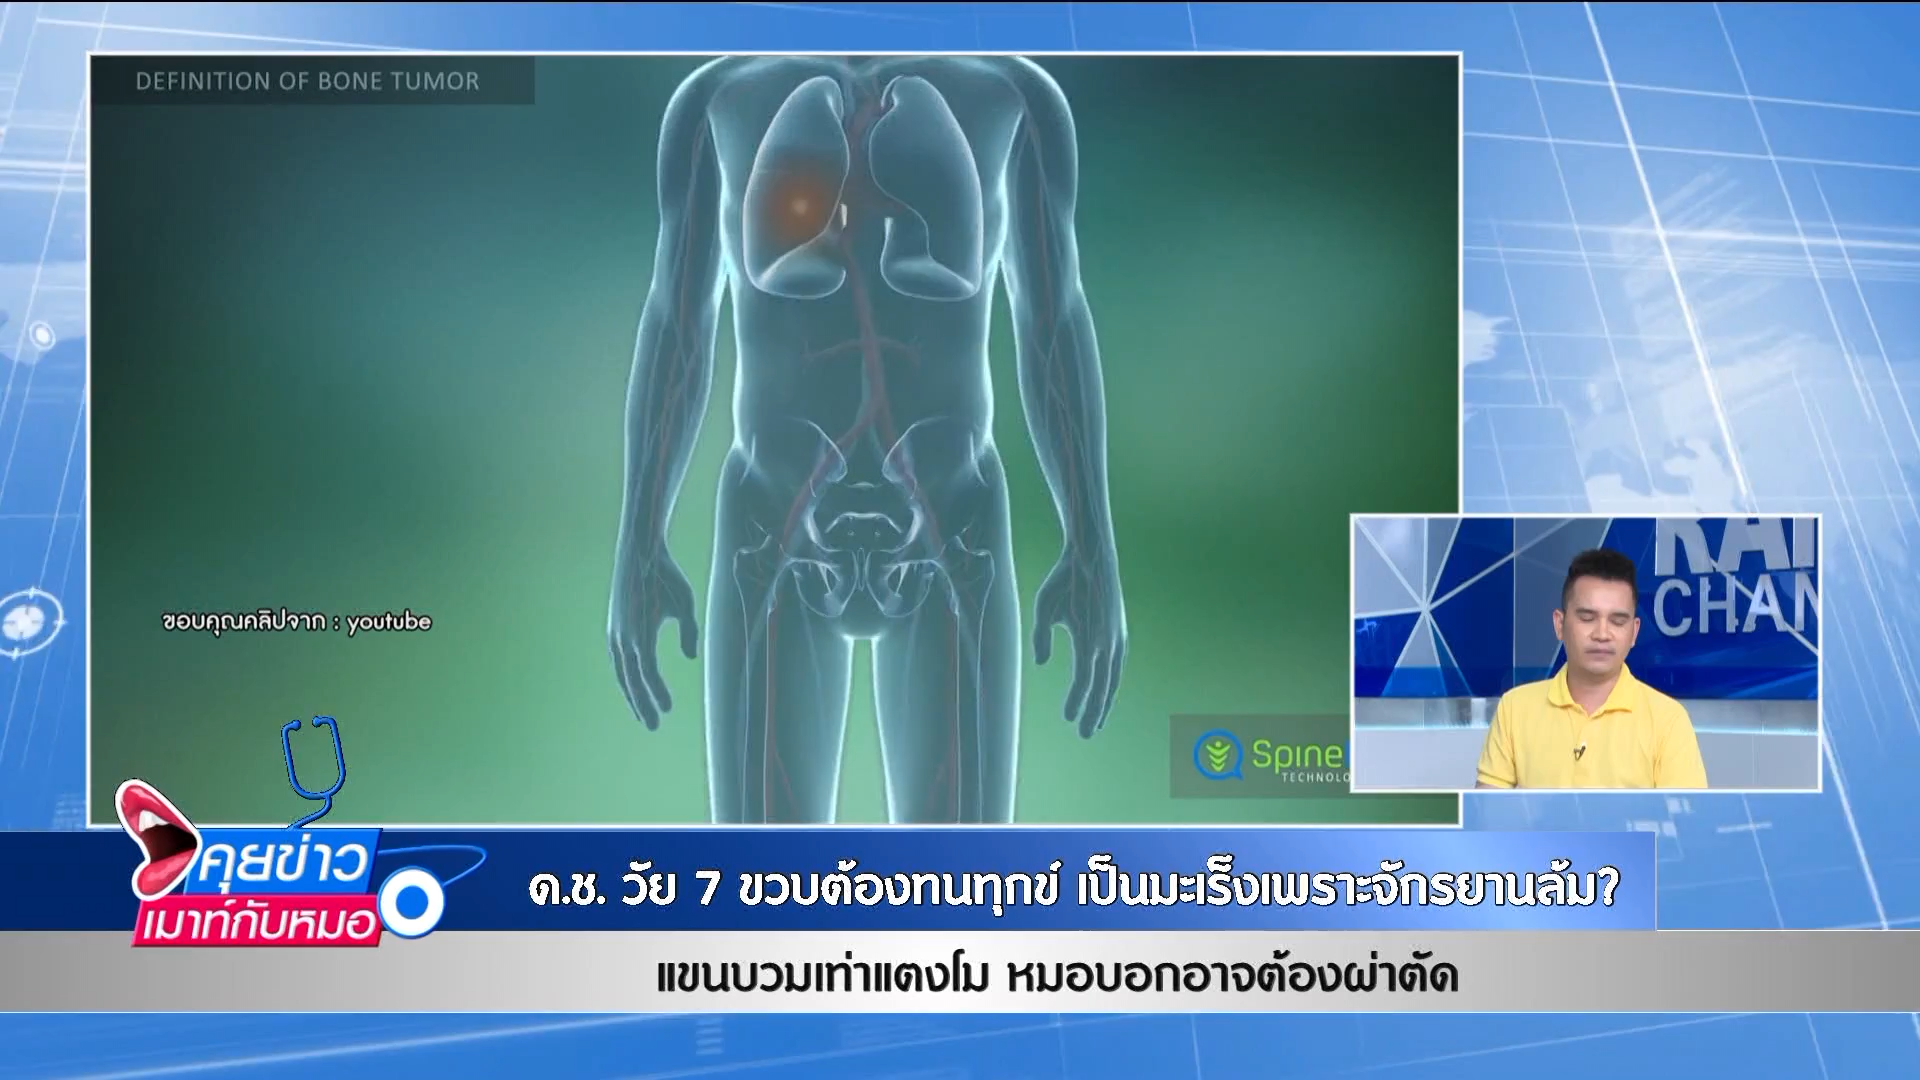 DEFINITION OF BONE TUMOR
RAI
CHAN
ขอบคุณคลิปจาก : youtube
Spine
TECHNOLO
คุยข่าว
เมาท์กับหมอ
ด.ช. วัย 7 ขวบต้องทนทุกข์ เป็นมะเร็งเพราะจักรยานล้ม?
แขนบวมเท่าแตงโม หมอบอกอาจต้องผ่าตัด